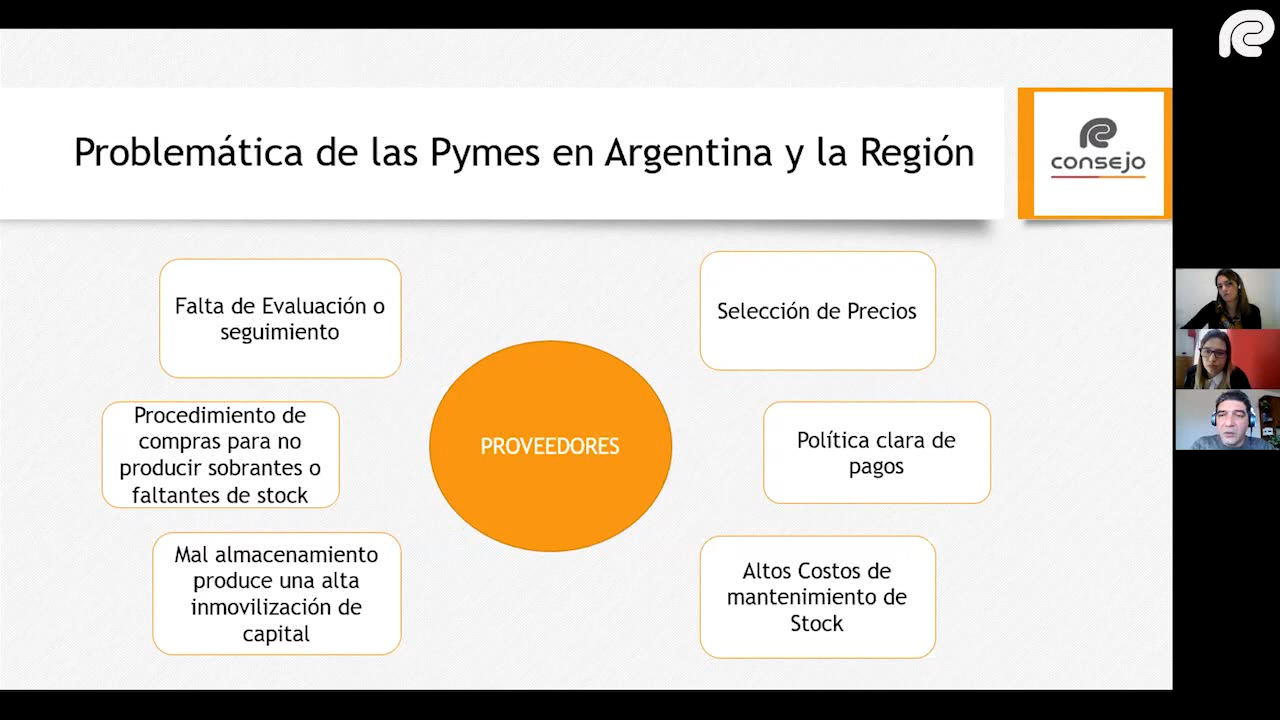 Problemática de las Pymes en Argentina y la Región
consejo
Falta de Evaluación o
seguimiento
Selección de Precios
Procedimiento de
compras para no
producir sobrantes o
faltantes de stock
PROVEEDORES
Política clara de
pagos
Mal almacenamiento
produce una alta
inmovilización de
capital
Altos Costos de
mantenimiento de
Stock